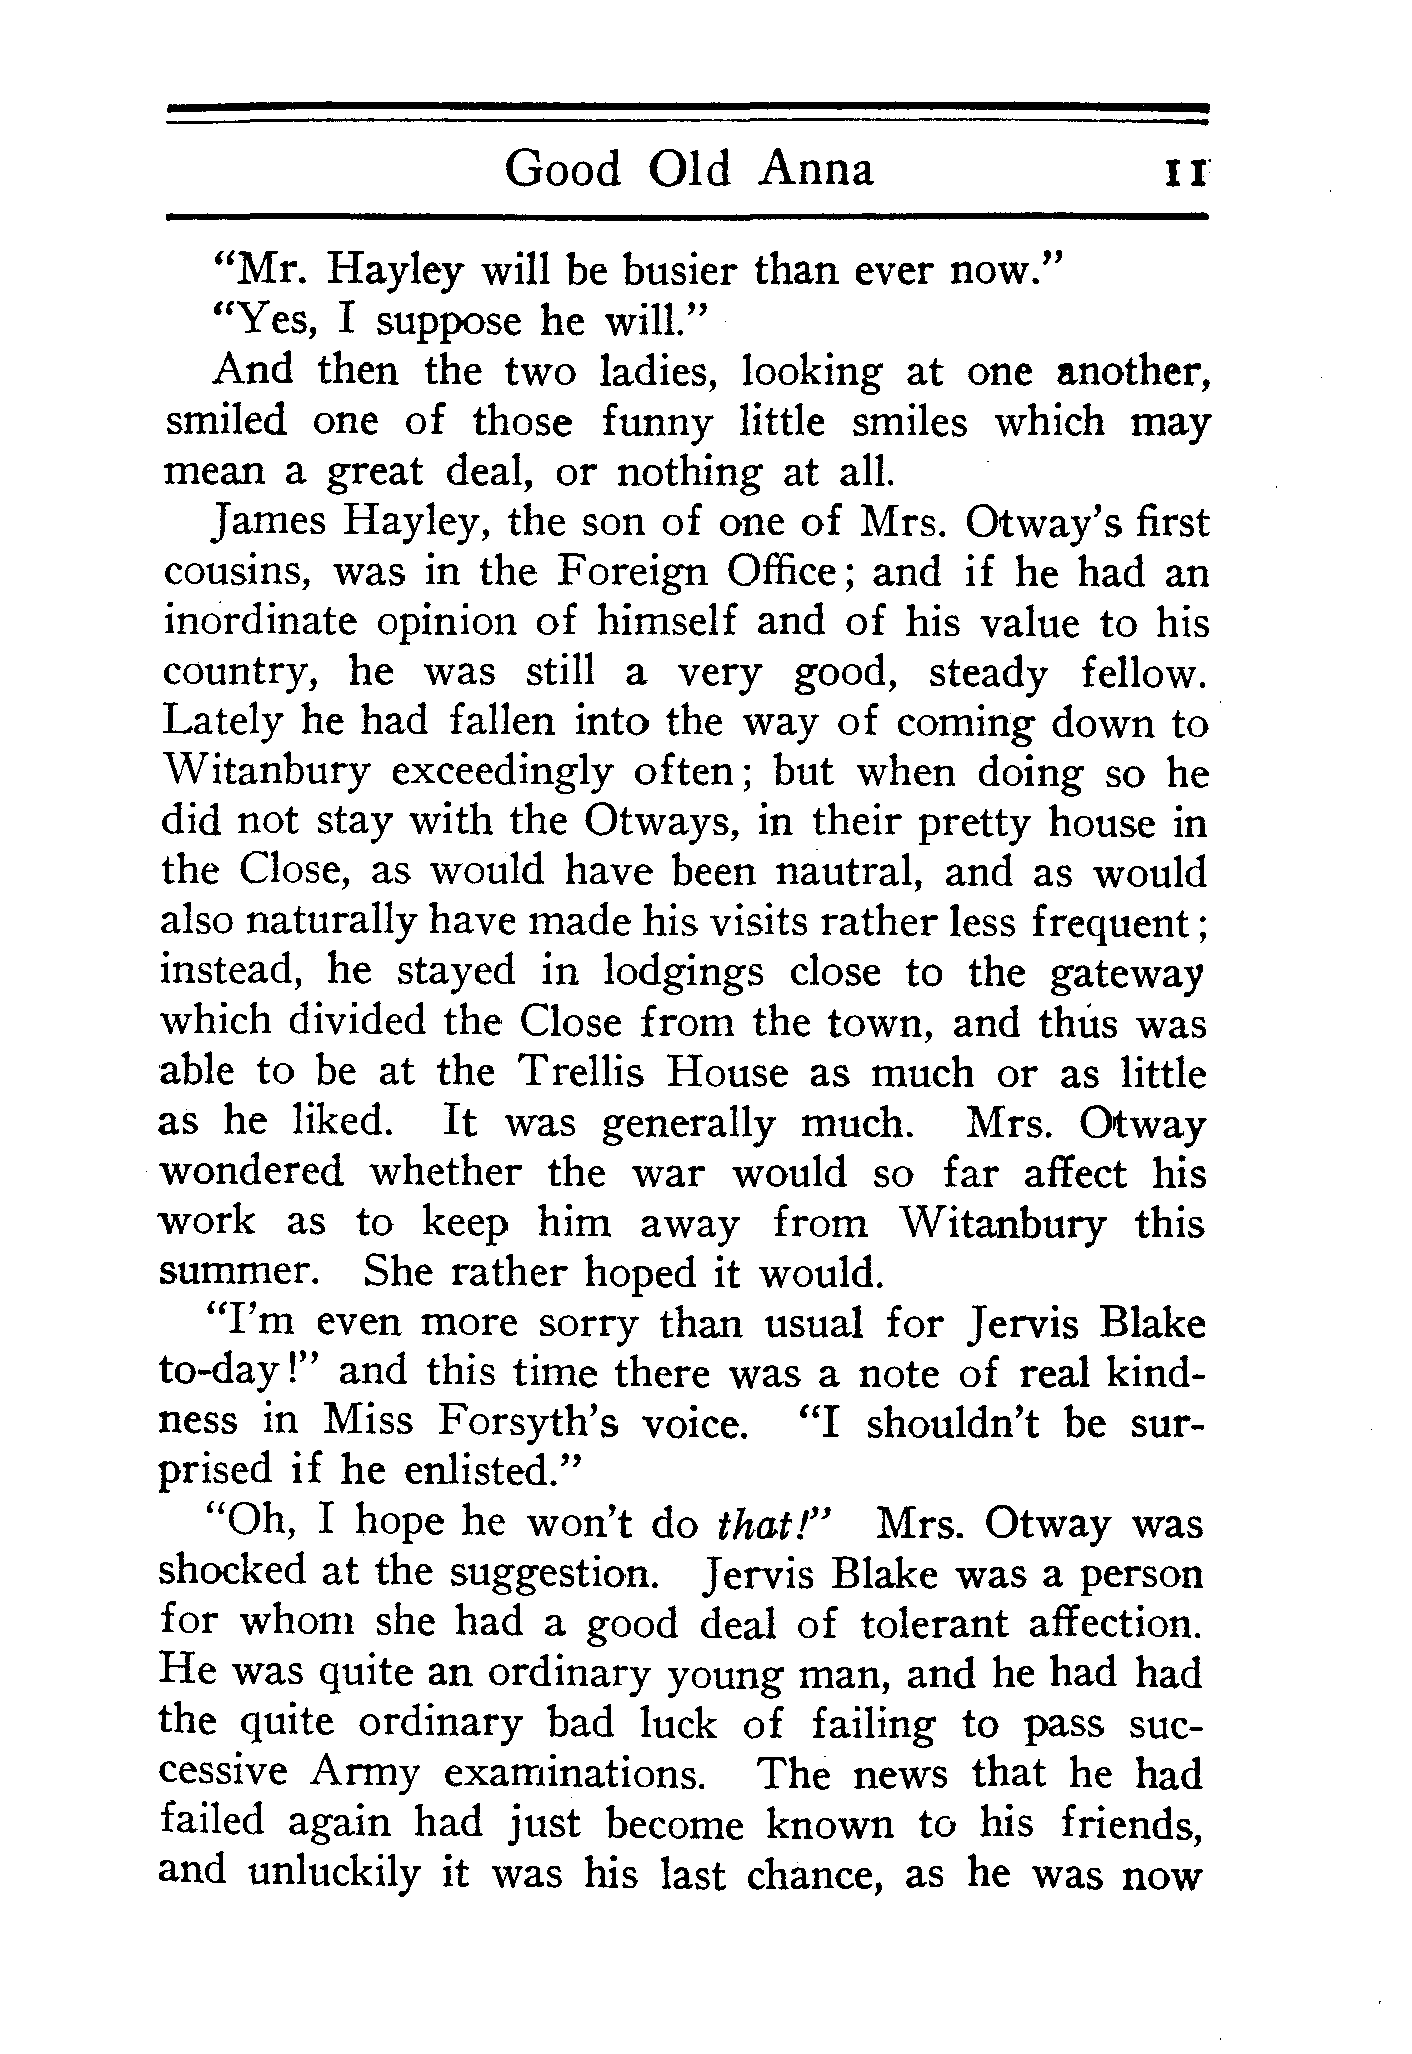 Good Old Anna 11
“Mr. Hayley will be busier than ever now.”
“Yes, I suppose he will.”
And then the two ladies, looking at one another,
smiled one of those funny little smiles which may
mean a great deal, or nothing at all.
James Hayley, the son of one of Mrs. Otway’s first
cousins, was in the Foreign Office; and if he had an
inordinate opinion of himself and of his value to his
country, he was still a very good, steady fellow.
Lately he had fallen into the way of coming down to
Witanbury exceedingly often; but when doing so he
did not stay with the Otways, in their pretty house in
the Close, as would have been nautral, and as would
also naturally have made his visits rather less frequent;
instead, he stayed in lodgings close to the gateway
which divided the Close from the town, and thus was
able to be at the Trellis House as much or as little
as he liked. It was generally much. Mrs. Otway
wondered whether the war would so far affect his
work as to keep him away from Witanbury this
summer. She rather hoped it would.
“I’m even more sorry than usual for Jervis Blake
to-day!” and this time there was a note of real kind-
ness in Miss Forsyth’s voice. “I shouldn’t be sur-
prised if he enlisted.”
“Oh, I hope he won’t do that!” Mrs. Otway was
shocked at the suggestion. Jervis Blake was a person
for whom she had a good deal of tolerant affection.
He was quite an ordinary young man, and he had had
the quite ordinary bad luck of failing to pass suc-
cessive Army examinations. The news that he had
failed again had just become known to his friends,
and unluckily it was his last chance, as he was now